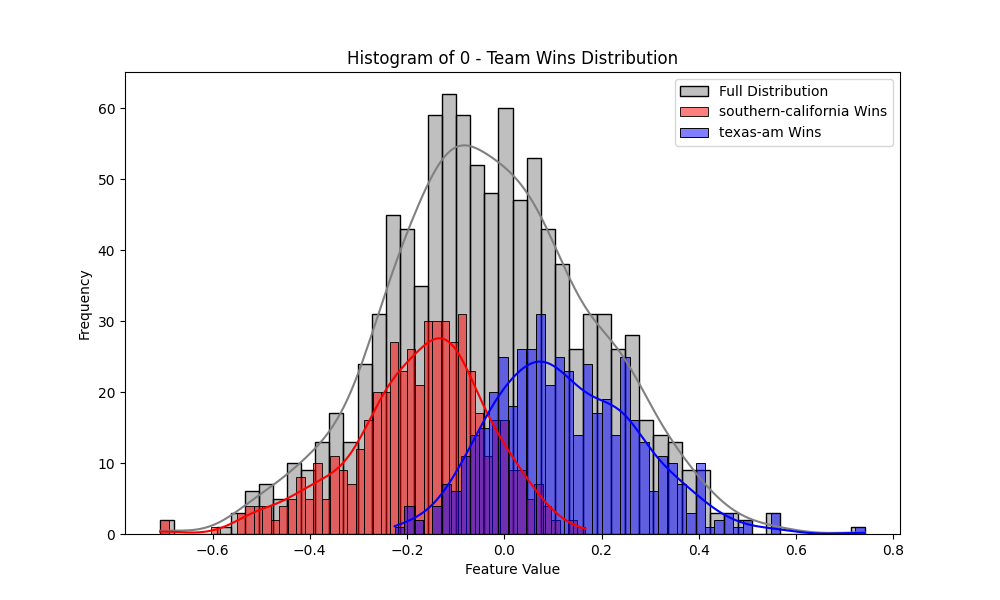 Histogram of 0 - Team Wins Distribution
Full Distribution
southern-california Wins
texas-am Wins
Frequency
60
50
40
30
20
10
0
−0.6 −0.4 −0.2 0.0 0.2 0.4 0.6 0.8
Feature Value